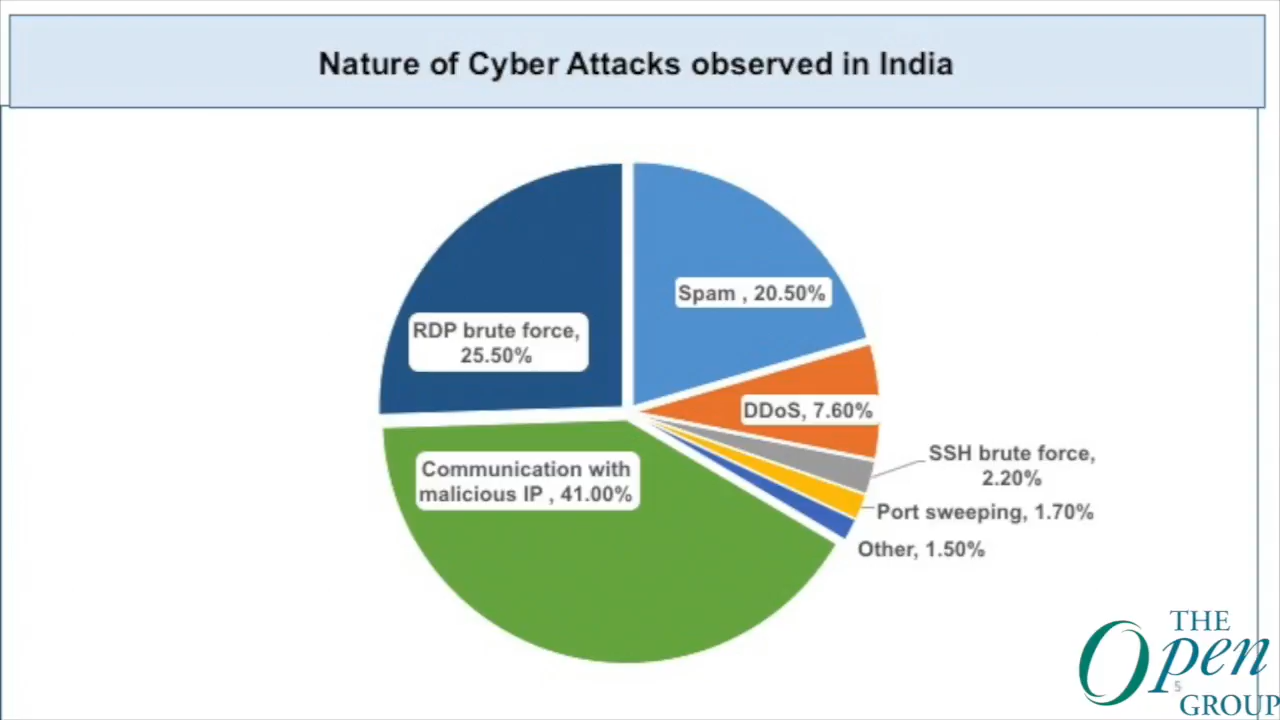 Nature of Cyber Attacks observed in India
Spam , 20.50%
RDP brute force,
25.50%
DDoS, 7.60%
SSH brute force,
2.20%
Communication with
malicious IP , 41.00%
Port sweeping, 1.70%
Other, 1.50%
THE
Open
5
GROUP